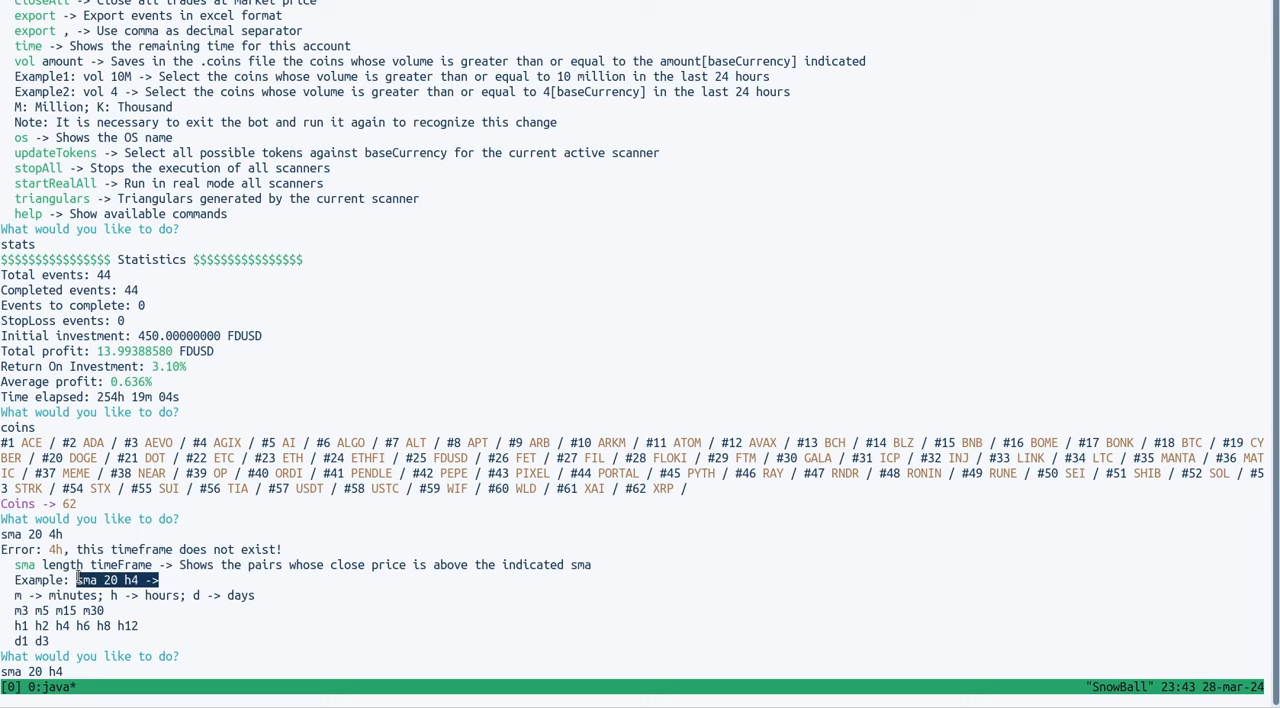 closeAll -> Close all trades at market price
export -> Export events in excel format
export , -> Use comma as decimal separator
time -> Shows the remaining time for this account
vol amount -> Saves in the .coins file the coins whose volume is greater than or equal to the amount[baseCurrency] indicated
Example1: vol 10M -> Select the coins whose volume is greater than or equal to 10 million in the last 24 hours
Example2: vol 4 -> Select the coins whose volume is greater than or equal to 4[baseCurrency] in the last 24 hours
M: Million; K: Thousand
Note: It is necessary to exit the bot and run it again to recognize this change
os -> Shows the OS name
updateTokens -> Select all possible tokens against baseCurrency for the current active scanner
stopAll -> Stops the execution of all scanners
startRealAll -> Run in real mode all scanners
triangulars -> Triangulars generated by the current scanner
help -> Show available commands
What would you like to do?
stats
$$$$$$$$$$$$$$$$ Statistics $$$$$$$$$$$$$$$$
Total events: 44
Completed events: 44
Events to complete: 0
StopLoss events: 0
Initial investment: 450.00000000 FDUSD
Total profit: 13.99388580 FDUSD
Return On Investment: 3.10%
Average profit: 0.636%
Time elapsed: 254h 19m 04s
What would you like to do?
coins
#1 ACE / #2 ADA / #3 AEVO / #4 AGIX / #5 AI / #6 ALGO / #7 ALT / #8 APT / #9 ARB / #10 ARKM / #11 ATOM / #12 AVAX / #13 BCH / #14 BLZ / #15 BNB / #16 BOME / #17 BONK / #18 BTC / #19 CY
BER / #20 DOGE / #21 DOT / #22 ETC / #23 ETH / #24 ETHFI / #25 FDUSD / #26 FET / #27 FIL / #28 FLOKI / #29 FTM / #30 GALA / #31 ICP / #32 INJ / #33 LINK / #34 LTC / #35 MANTA / #36 MAT
IC / #37 MEME / #38 NEAR / #39 OP / #40 ORDI / #41 PENDLE / #42 PEPE / #43 PIXEL / #44 PORTAL / #45 PYTH / #46 RAY / #47 RNDR / #48 RONIN / #49 RUNE / #50 SEI / #51 SHIB / #52 SOL / #5
3 STRK / #54 STX / #55 SUI / #56 TIA / #57 USDT / #58 USTC / #59 WIF / #60 WLD / #61 XAI / #62 XRP /
Coins -> 62
What would you like to do?
sma 20 4h
Error: 4h, this timeframe does not exist!
sma length timeFrame -> Shows the pairs whose close price is above the indicated sma
Example: sma 20 h4 ->
m -> minutes; h -> hours; d -> days
m3 m5 m15 m30
h1 h2 h4 h6 h8 h12
d1 d3
What would you like to do?
sma 20 h4
[0] 0:java* "SnowBall" 23:43 28-mar-24